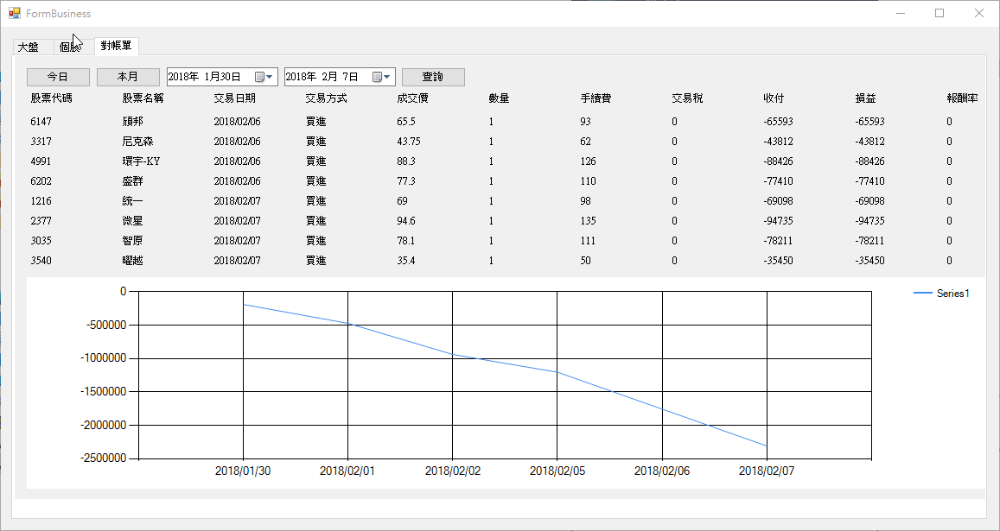 FormBusiness
大盤 個股 對帳單
今日 本月 2018年 1月30日 2018年 2月 7日 查詢
股票代碼 股票名稱 交易日期 交易方式 成交價 數量 手續費 交易稅 收付 損益 報酬率
6147 頎邦 2018/02/06 買進 65.5 1 93 0 -65593 -65593 0
3317 尼克森 2018/02/06 買進 43.75 1 62 0 -43812 -43812 0
4991 環宇-KY 2018/02/06 買進 88.3 1 126 0 -88426 -88426 0
6202 盛群 2018/02/06 買進 77.3 1 110 0 -77410 -77410 0
1216 統一 2018/02/07 買進 69 1 98 0 -69098 -69098 0
2377 微星 2018/02/07 買進 94.6 1 135 0 -94735 -94735 0
3035 智原 2018/02/07 買進 78.1 1 111 0 -78211 -78211 0
3540 曜越 2018/02/07 買進 35.4 1 50 0 -35450 -35450 0
0
Series1
-500000
-1000000
-1500000
-2000000
-2500000
2018/01/30 2018/02/01 2018/02/02 2018/02/05 2018/02/06 2018/02/07